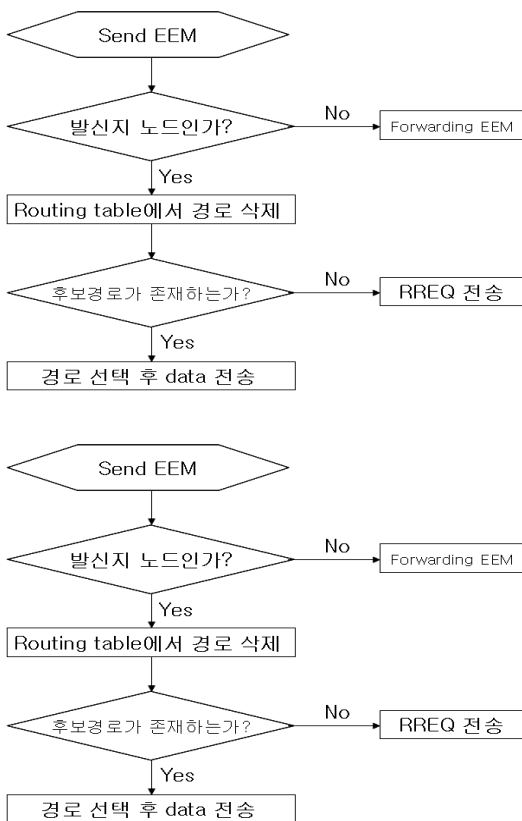 Send EEM
발신지 노드인가?
No
Forwarding EEM
Yes
Routing table에서 경로 삭제
후보경로가 존재하는가?
No
RREQ 전송
Yes
경로 선택 후 data 전송
Send EEM
발신지 노드인가?
No
Forwarding EEM
Yes
Routing table에서 경로 삭제
후보경로가 존재하는가?
No
RREQ 전송
Yes
경로 선택 후 data 전송